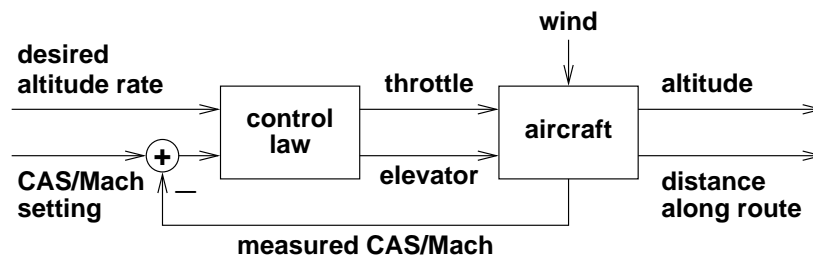 wind
desired
altitude rate
throttle
altitude
control
law
aircraft
+
−
CAS/Mach
setting
elevator
distance
along route
measured CAS/Mach